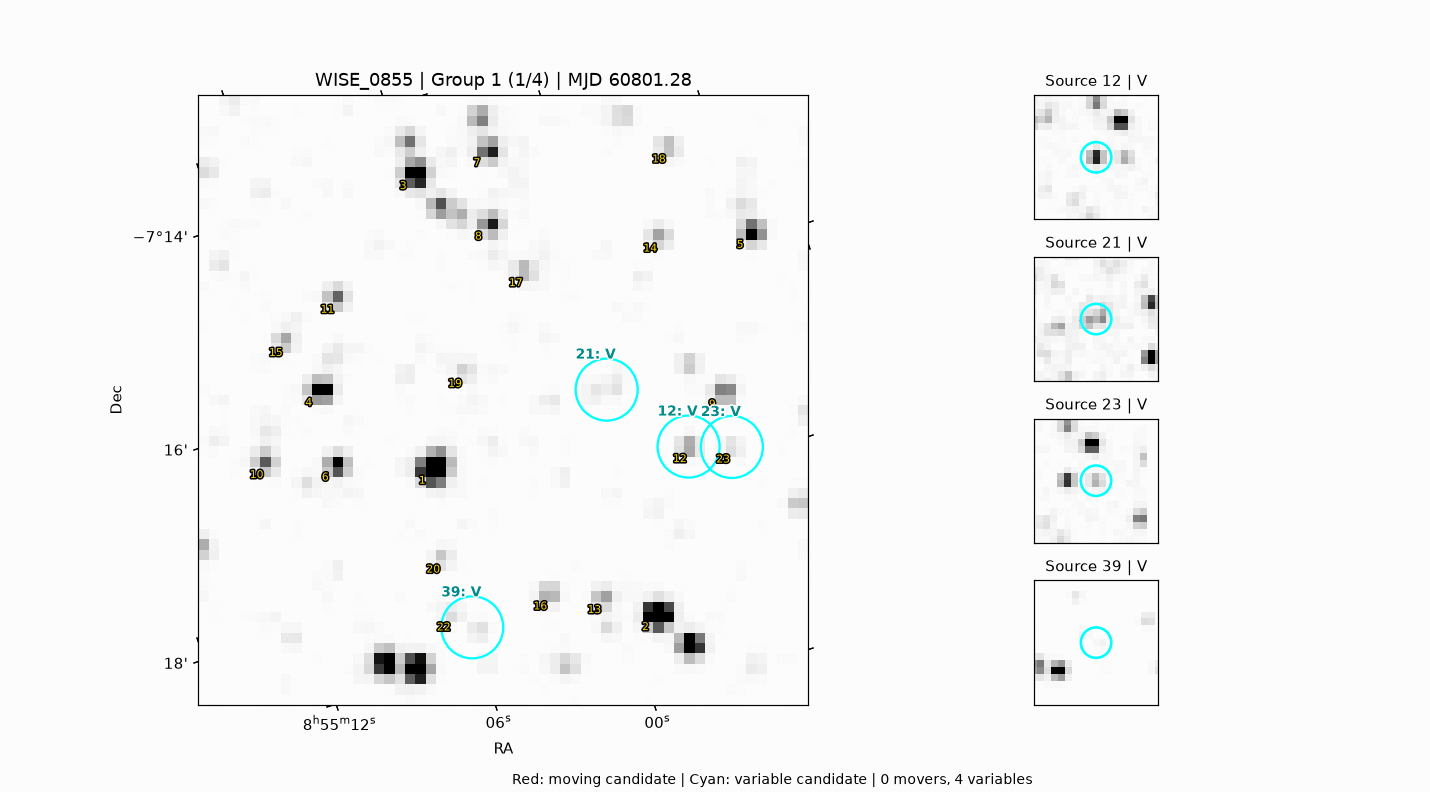 WISE_0855 | Group 1 (1/4) | MJD 60801.28
Source 12 | V
7
18
3
8
5
14
−7°14'
Source 21 | V
17
11
15
21: V
19
4
9
Dec
Source 23 | V
12: V
23: V
12
23
16'
10
6
1
20
Source 39 | V
39: V
16
13
22
2
18'
8h55m12s
06s
00s
RA
Red: moving candidate | Cyan: variable candidate | 0 movers, 4 variables